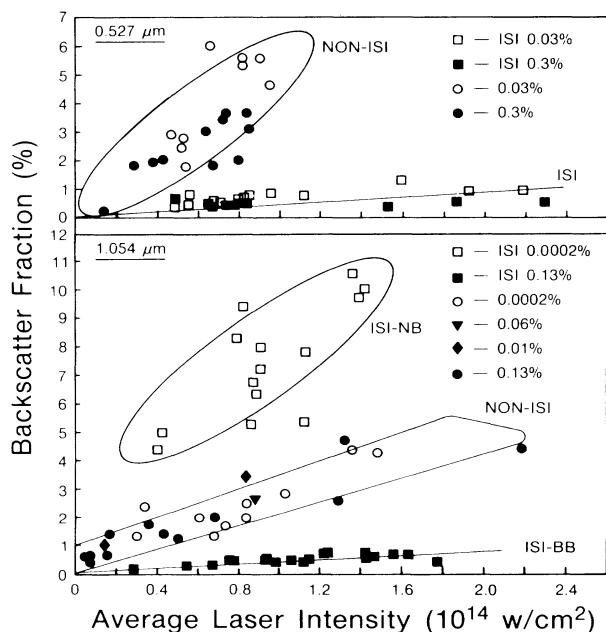 0.527 μm
NON-ISI
□ — ISI 0.03%
■ — ISI 0.3%
○ — 0.03%
● — 0.3%
ISI
7
6
5
4
3
2
1
0
1.054 μm
□ — ISI 0.0002%
■ — ISI 0.13%
○ — 0.0002%
▼ — 0.06%
◆ — 0.01%
● — 0.13%
ISI-NB
NON-ISI
ISI-BB
12
11
10
9
8
7
6
5
4
3
2
1
0
0 0.4 0.8 1.2 1.6 2.0 2.4
Backscatter Fraction (%)
Average Laser Intensity (10¹⁴ w/cm²)